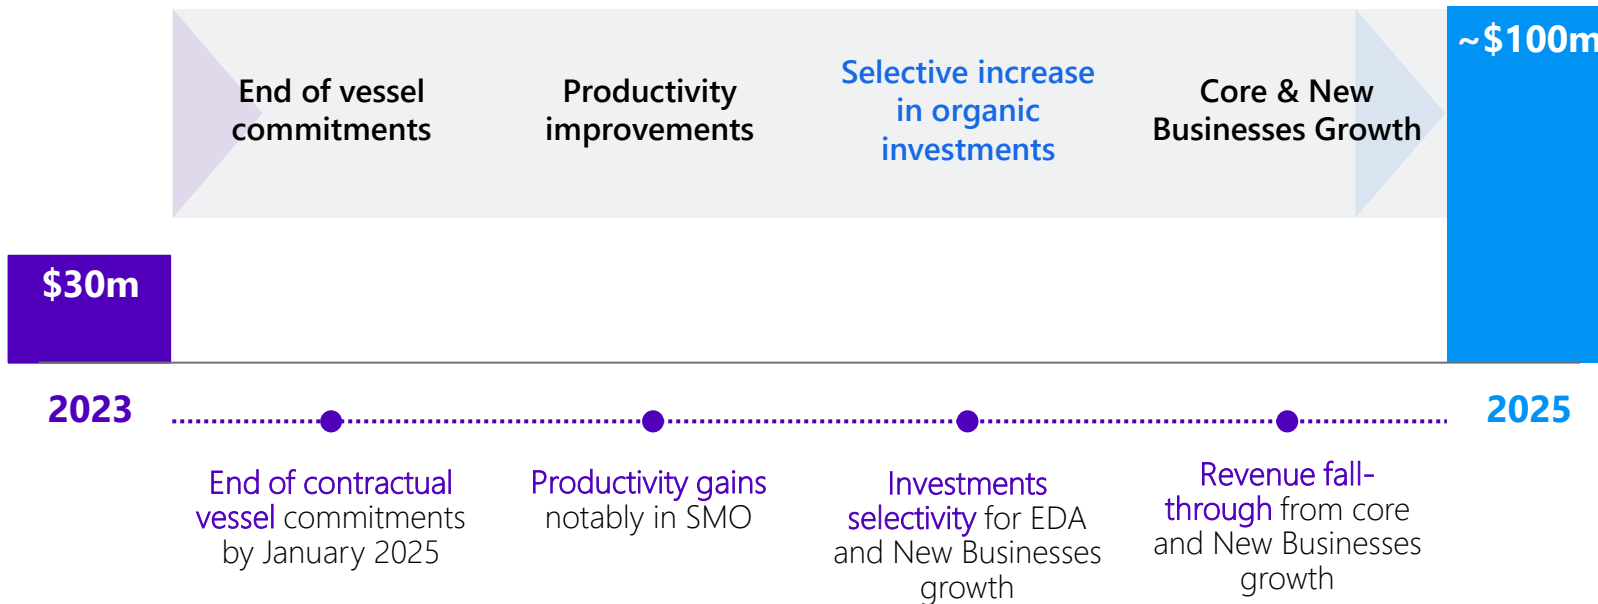 End of vessel
commitments
Productivity
improvements
Selective increase
in organic
investments
Core & New
Businesses Growth
~$100m
$30m
2023
2025
End of contractual
vessel commitments
by January 2025
Productivity gains
notably in SMO
Investments
selectivity for EDA
and New Businesses
growth
Revenue fall-
through from core
and New Businesses
growth